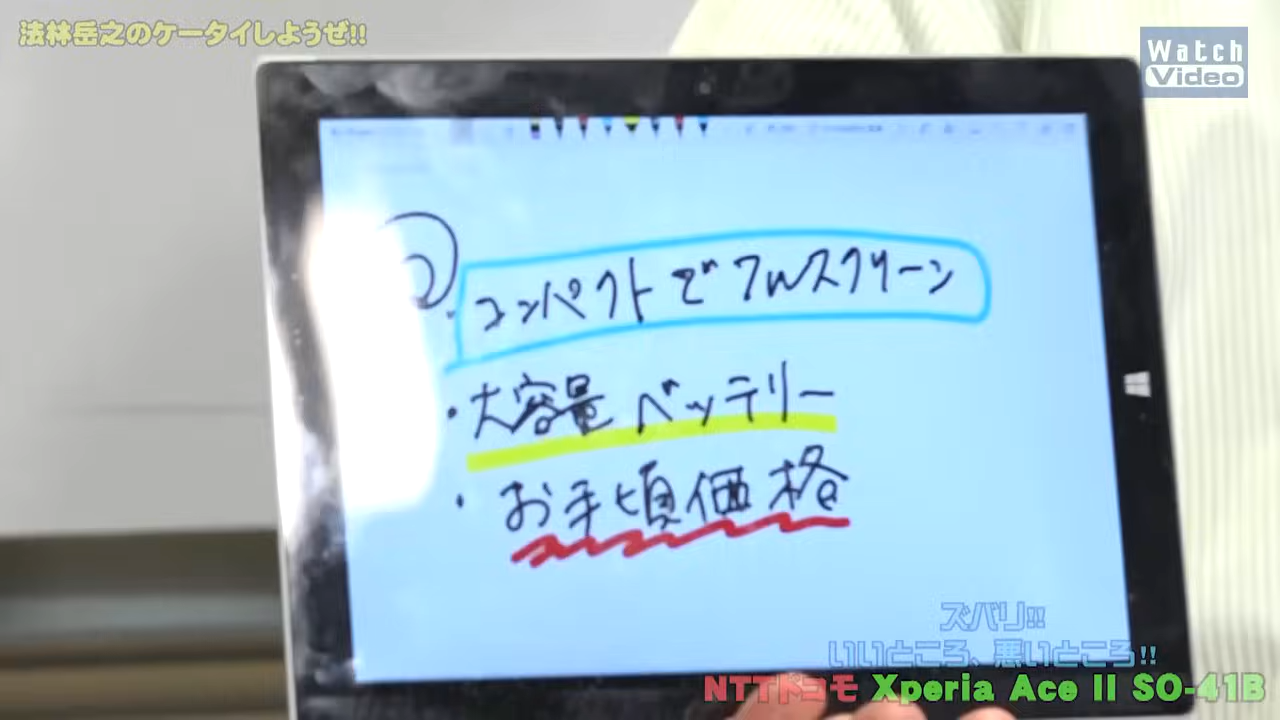 法林岳之のケータイしようぜ!!
Watch
Video
・コンパクトでフルスクリーン
・大容量バッテリー
・お手頃価格
ズバリ!!
いいところ、悪いところ!!
NTTドコモ Xperia Ace II SO-41B